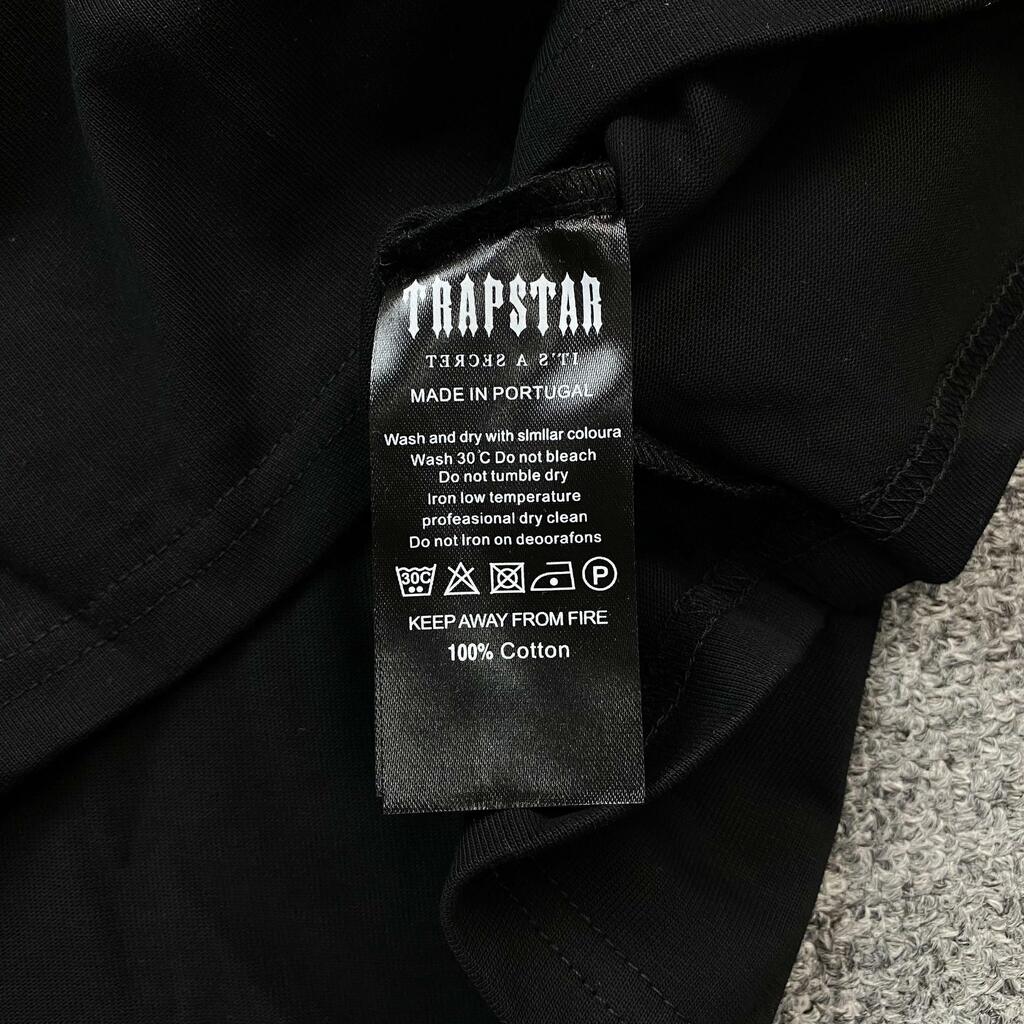 TRAPSTAR
IT'S A SECRET
MADE IN PORTUGAL
Wash and dry with slmllar coloura
Wash 30°C Do not bleach
Do not tumble dry
Iron low temperature
profeasional dry clean
Do not Iron on deoorafons
30C P
KEEP AWAY FROM FIRE
100% Cotton